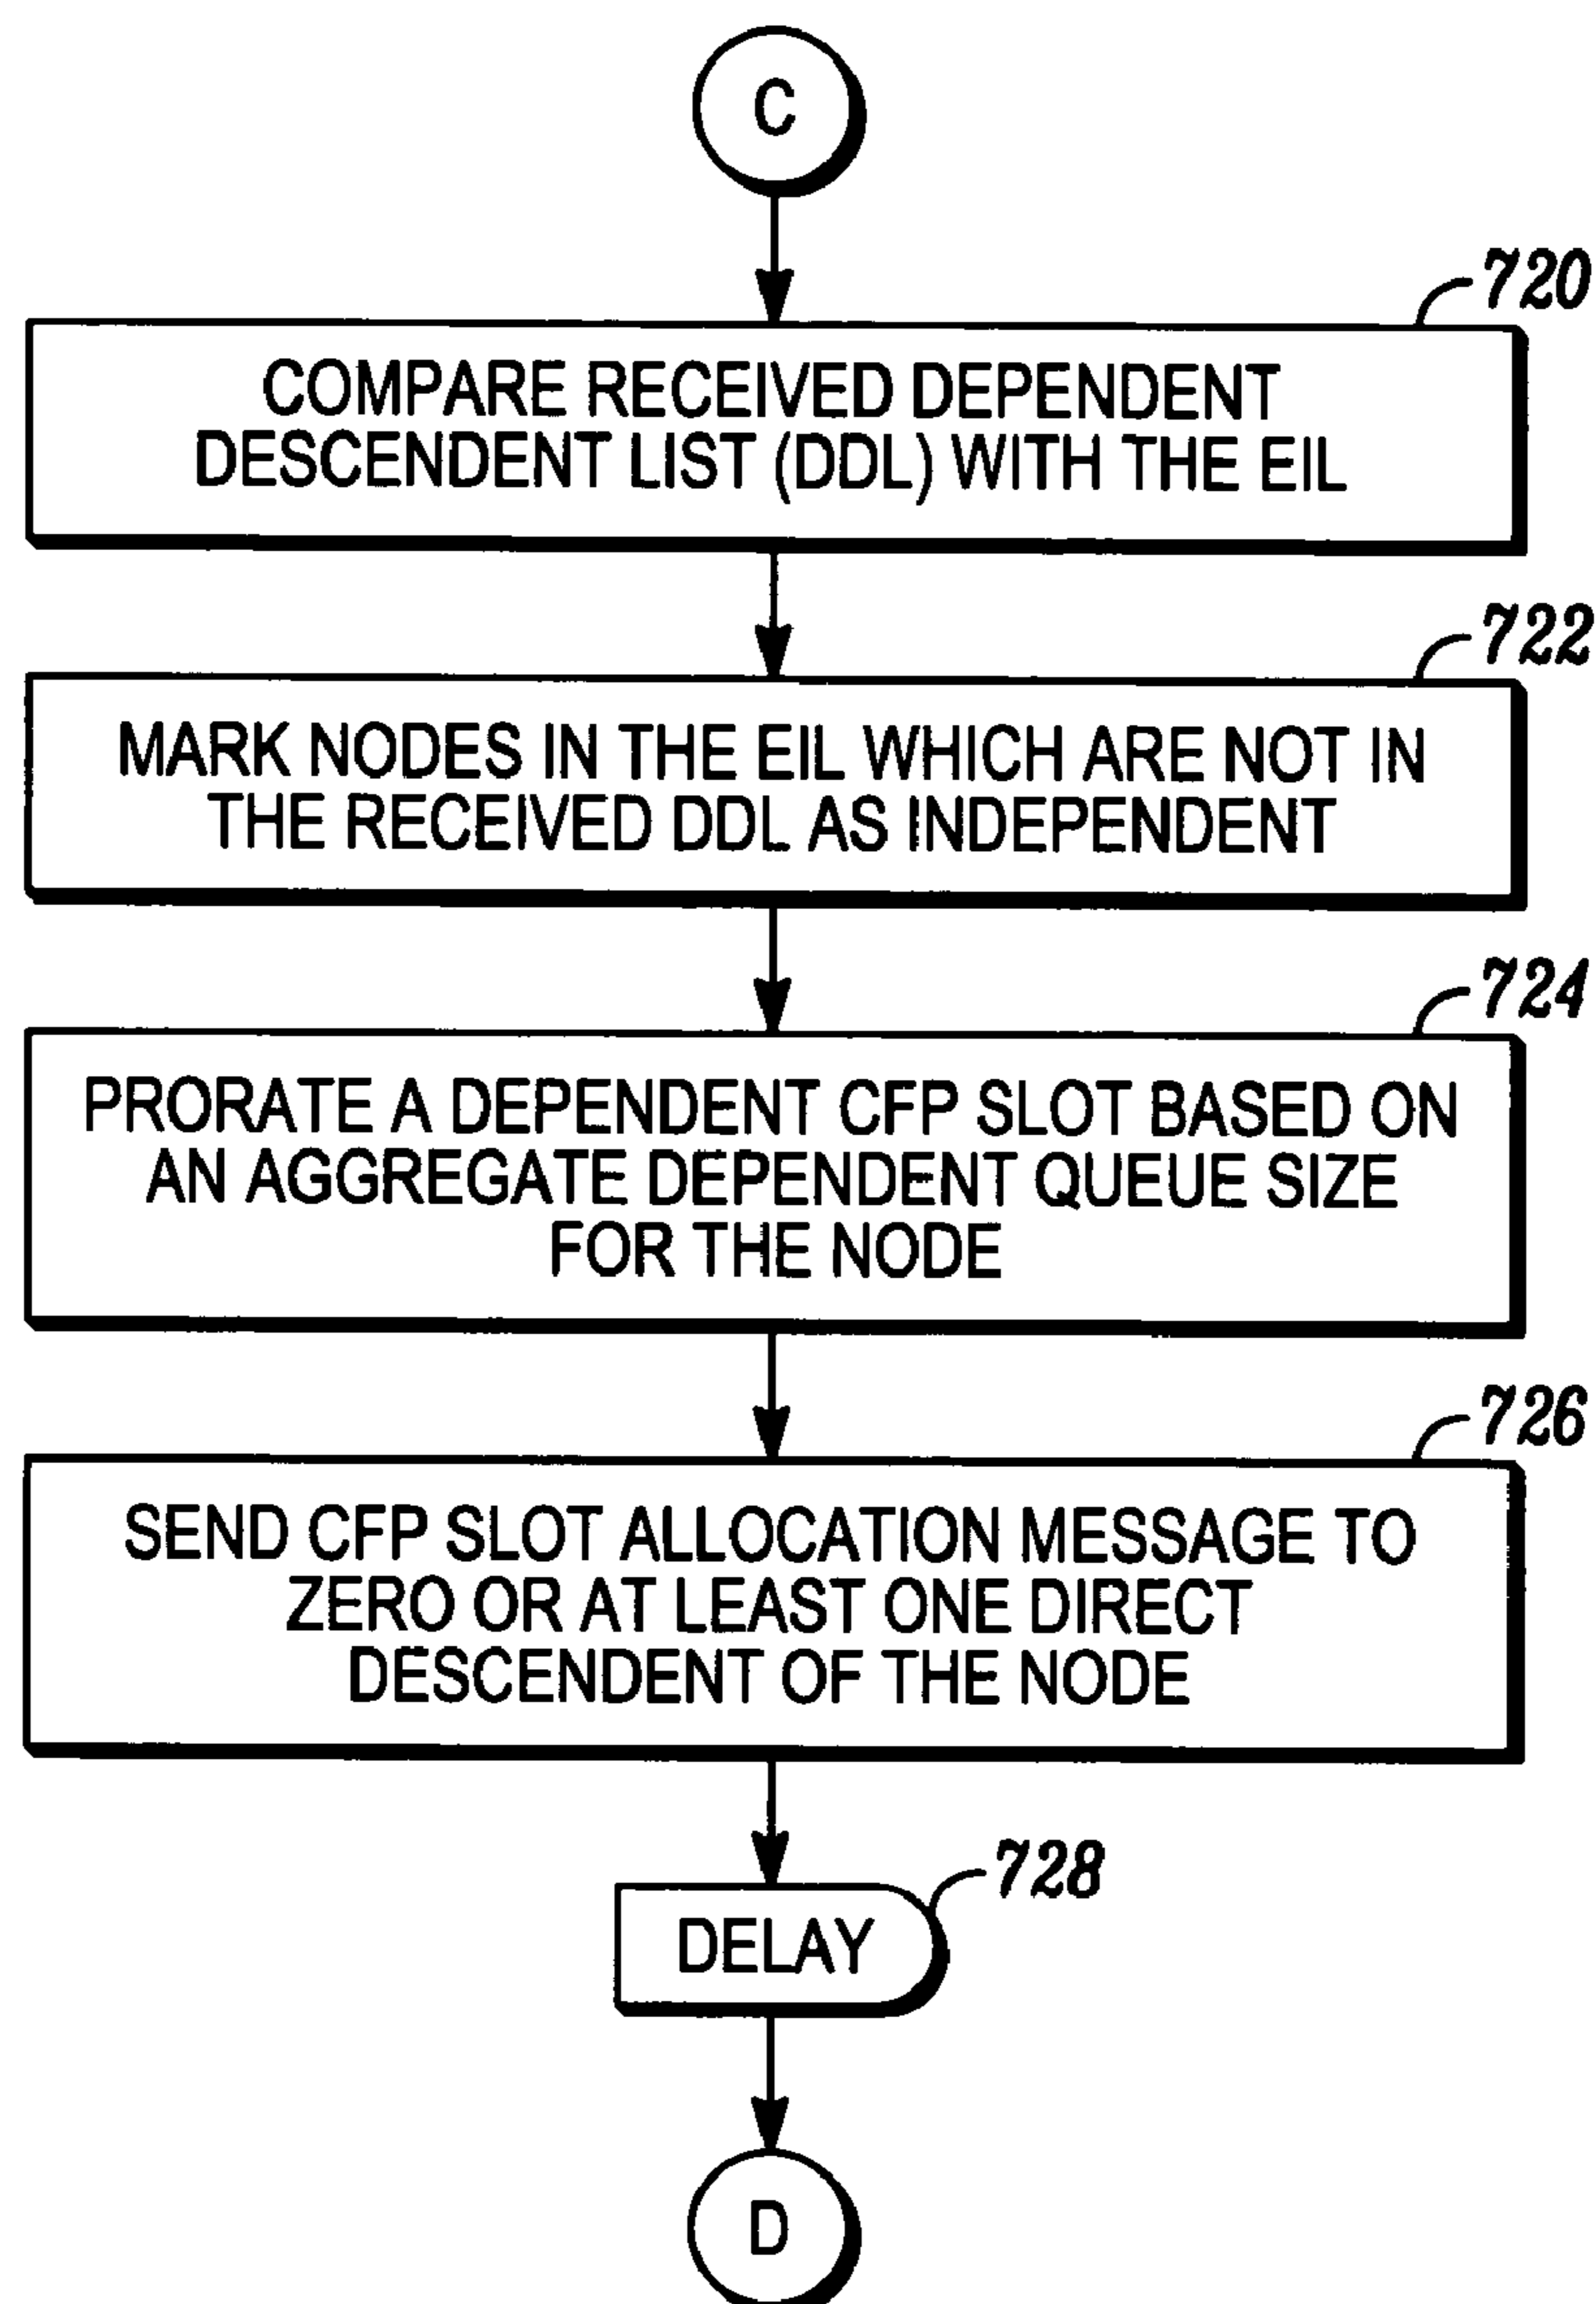 C
720
COMPARE RECEIVED DEPENDENT
DESCENDENT LIST (DDL) WITH THE EIL
722
MARK NODES IN THE EIL WHICH ARE NOT IN
THE RECEIVED DDL AS INDEPENDENT
724
PRORATE A DEPENDENT CFP SLOT BASED ON
AN AGGREGATE DEPENDENT QUEUE SIZE
FOR THE NODE
726
SEND CFP SLOT ALLOCATION MESSAGE TO
ZERO OR AT LEAST ONE DIRECT
DESCENDENT OF THE NODE
728
DELAY
D